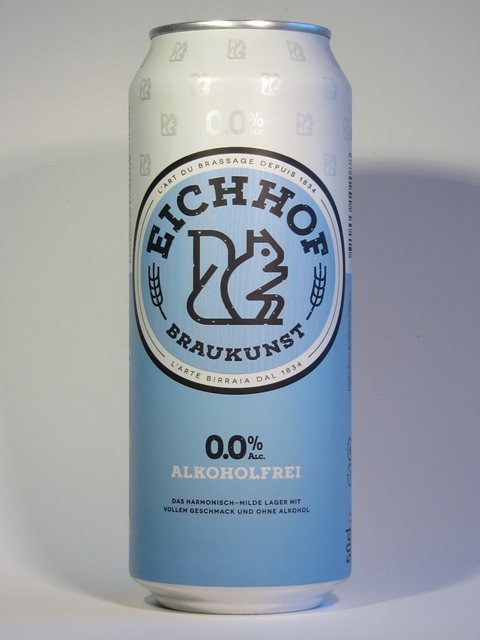 0.0% ALC.
L'ART DU BRASSAGE DEPUIS 1834
EICHHOF
BRAUKUNST
L'ARTE BIRRAIA DAL 1834
0.0% ALC.
ALKOHOLFREI
DAS HARMONISCH-MILDE LAGER MIT
VOLLEM GESCHMACK UND OHNE ALKOHOL
50cl